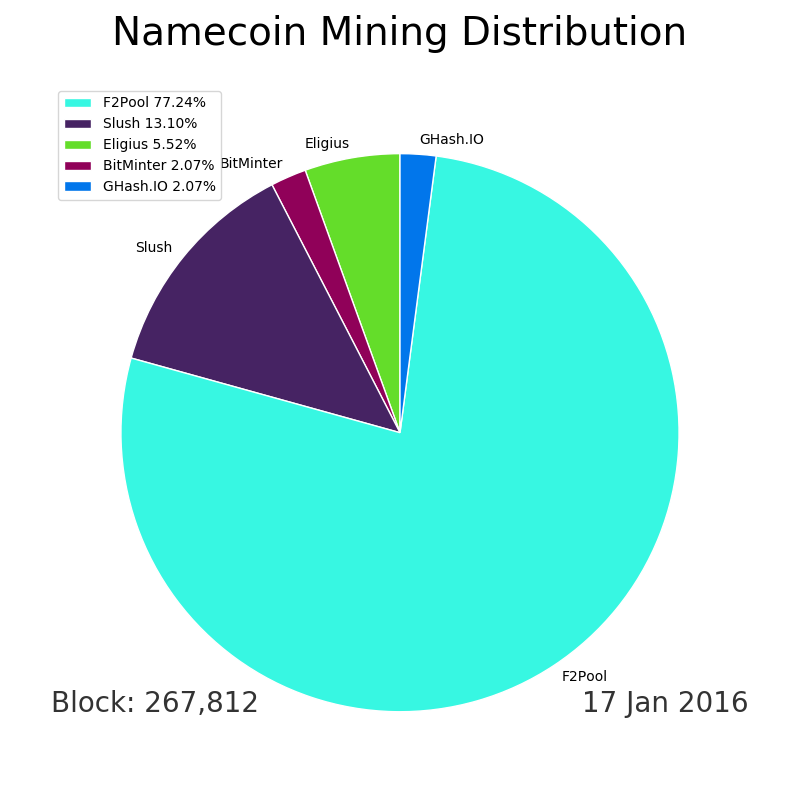 Namecoin Mining Distribution
F2Pool 77.24%
Slush 13.10%
Eligius 5.52%
BitMinter 2.07%
GHash.IO 2.07%
GHash.IO
Eligius
BitMinter
Slush
F2Pool
Block: 267,812
17 Jan 2016